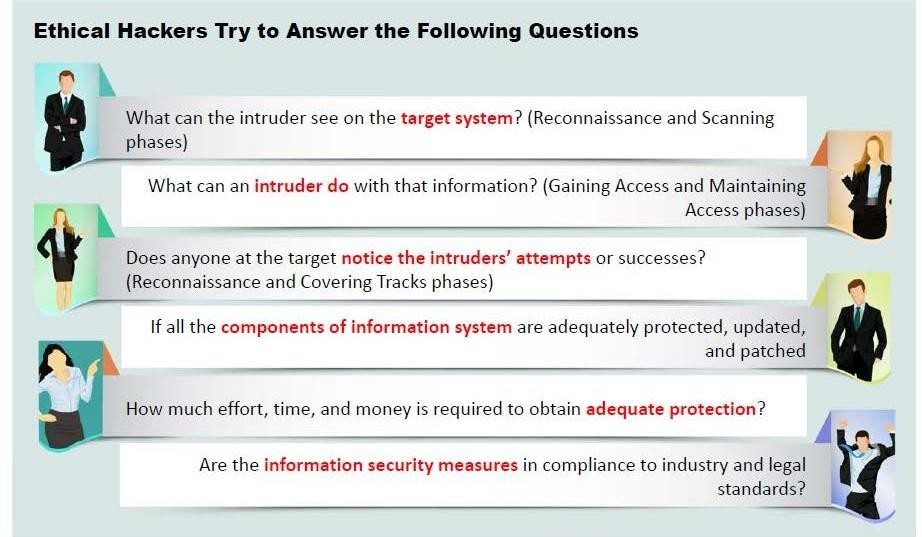 Ethical Hackers Try to Answer the Following Questions
What can the intruder see on the target system? (Reconnaissance and Scanning
phases)
What can an intruder do with that information? (Gaining Access and Maintaining
Access phases)
Does anyone at the target notice the intruders’ attempts or successes?
(Reconnaissance and Covering Tracks phases)
If all the components of information system are adequately protected, updated,
and patched
How much effort, time, and money is required to obtain adequate protection?
Are the information security measures in compliance to industry and legal
standards?